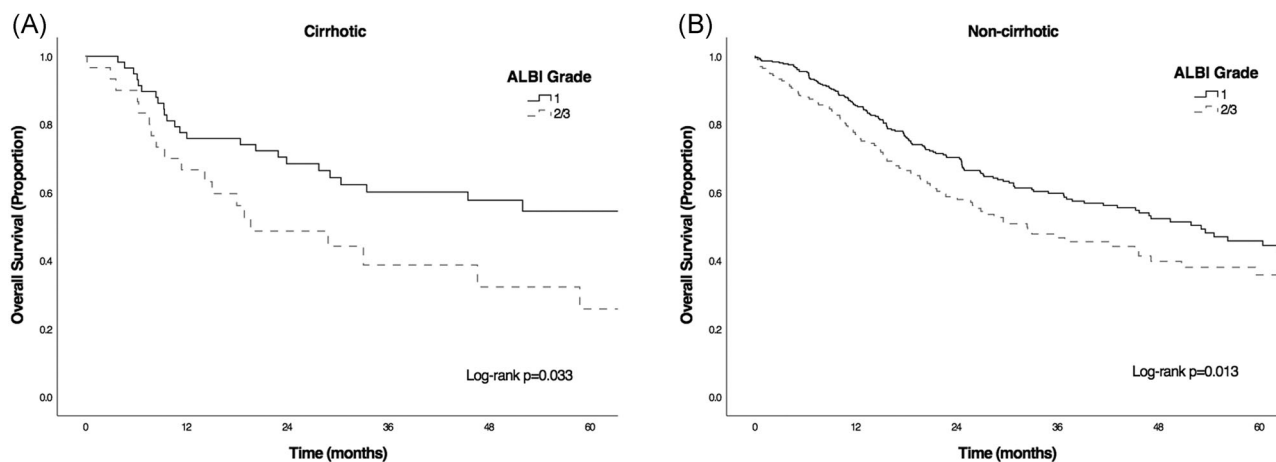 (A)
Cirrhotic
ALBI Grade
1
2/3
1.0
0.8
0.6
0.4
0.2
0.0
Overall Survival (Proportion)
Log-rank p=0.033
0 12 24 36 48 60
Time (months)
(B)
Non-cirrhotic
ALBI Grade
1
2/3
1.0
0.8
0.6
0.4
0.2
0.0
Overall Survival (Proportion)
Log-rank p=0.013
0 12 24 36 48 60
Time (months)